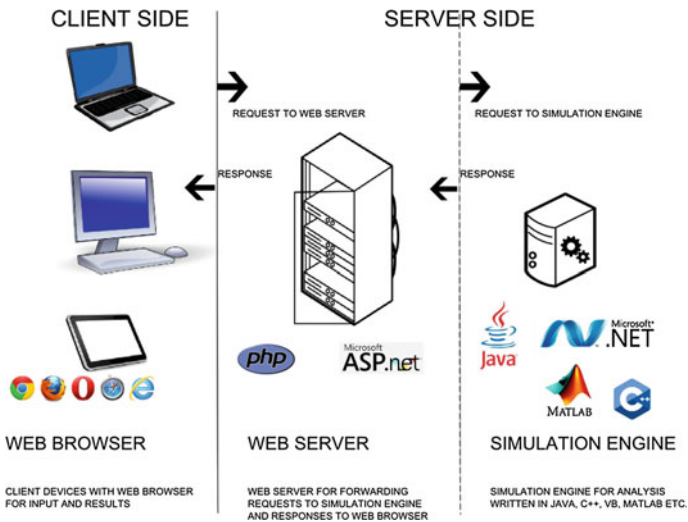 CLIENT SIDE
SERVER SIDE
REQUEST TO WEB SERVER
REQUEST TO SIMULATION ENGINE
RESPONSE
RESPONSE
php
Microsoft
ASP.net
Java
Microsoft
.NET
MATLAB
C++
WEB BROWSER
WEB SERVER
SIMULATION ENGINE
CLIENT DEVICES WITH WEB BROWSER
FOR INPUT AND RESULTS
WEB SERVER FOR FORWARDING
REQUESTS TO SIMULATION ENGINE
AND RESPONSES TO WEB BROWSER
SIMULATION ENGINE FOR ANALYSIS
WRITTEN IN JAVA, C++, VB, MATLAB ETC.